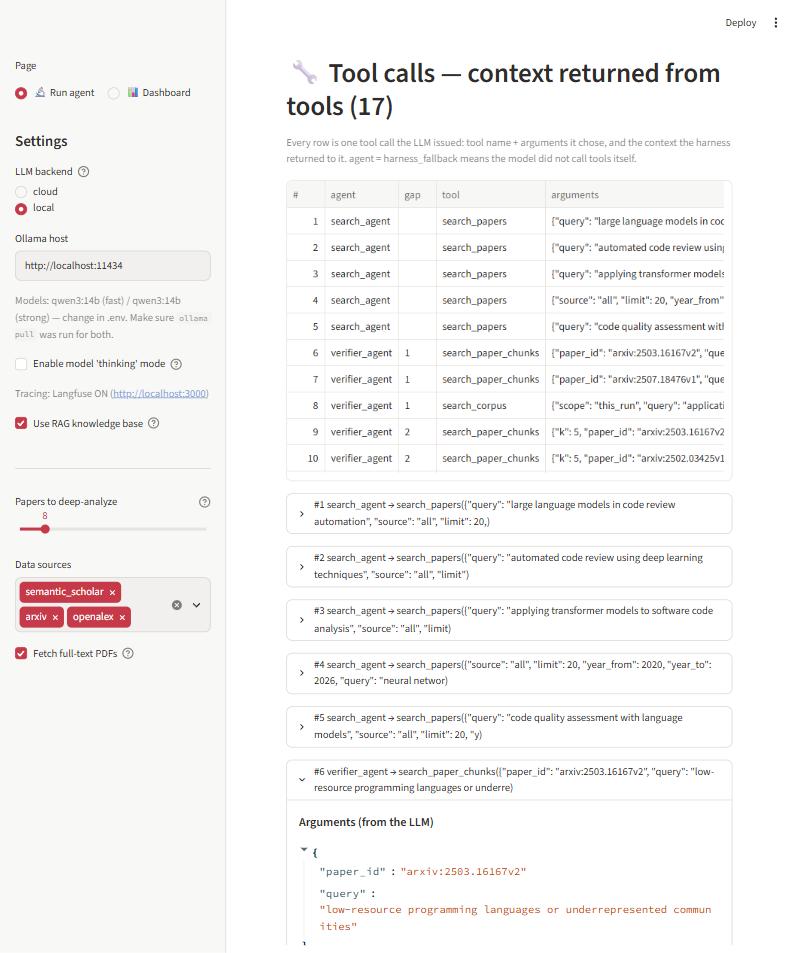 Deploy
Page
Run agent
Dashboard
Settings
LLM backend
cloud
local
Ollama host
http://localhost:11434
Models: qwen3:14b (fast) / qwen3:14b
(strong) — change in .env. Make sure ollama
pull was run for both.
Enable model 'thinking' mode
Tracing: Langfuse ON (http://localhost:3000)
Use RAG knowledge base
Papers to deep-analyze
8
Data sources
semantic_scholar ×
arxiv × openalex ×
Fetch full-text PDFs
Tool calls — context returned from
tools (17)
Every row is one tool call the LLM issued: tool name + arguments it chose, and the context the harness
returned to it. agent = harness_fallback means the model did not call tools itself.
# agent gap tool arguments
1 search_agent search_papers {"query": "large language models in coc
2 search_agent search_papers {"query": "automated code review using
3 search_agent search_papers {"query": "applying transformer models
4 search_agent search_papers {"source": "all", "limit": 20, "year_from"
5 search_agent search_papers {"query": "code quality assessment with
6 verifier_agent 1 search_paper_chunks {"paper_id": "arxiv:2503.16167v2", "que
7 verifier_agent 1 search_paper_chunks {"paper_id": "arxiv:2507.18476v1", "que
8 verifier_agent 1 search_corpus {"scope": "this_run", "query": "applicati
9 verifier_agent 2 search_paper_chunks {"k": 5, "paper_id": "arxiv:2503.16167v2
10 verifier_agent 2 search_paper_chunks {"k": 5, "paper_id": "arxiv:2502.03425v1
#1 search_agent → search_papers({"query": "large language models in code review
automation", "source": "all", "limit": 20,)
#2 search_agent → search_papers({"query": "automated code review using deep learning
techniques", "source": "all", "limit")
#3 search_agent → search_papers({"query": "applying transformer models to software code
analysis", "source": "all", "limit)
#4 search_agent → search_papers({"source": "all", "limit": 20, "year_from": 2020, "year_to":
2026, "query": "neural networ)
#5 search_agent → search_papers({"query": "code quality assessment with language
models", "source": "all", "limit": 20, "y)
#6 verifier_agent → search_paper_chunks({"paper_id": "arxiv:2503.16167v2", "query": "low-
resource programming languages or underre)
Arguments (from the LLM)
{
"paper_id" : "arxiv:2503.16167v2"
"query" :
"low-resource programming languages or underrepresented commun
ities"
}